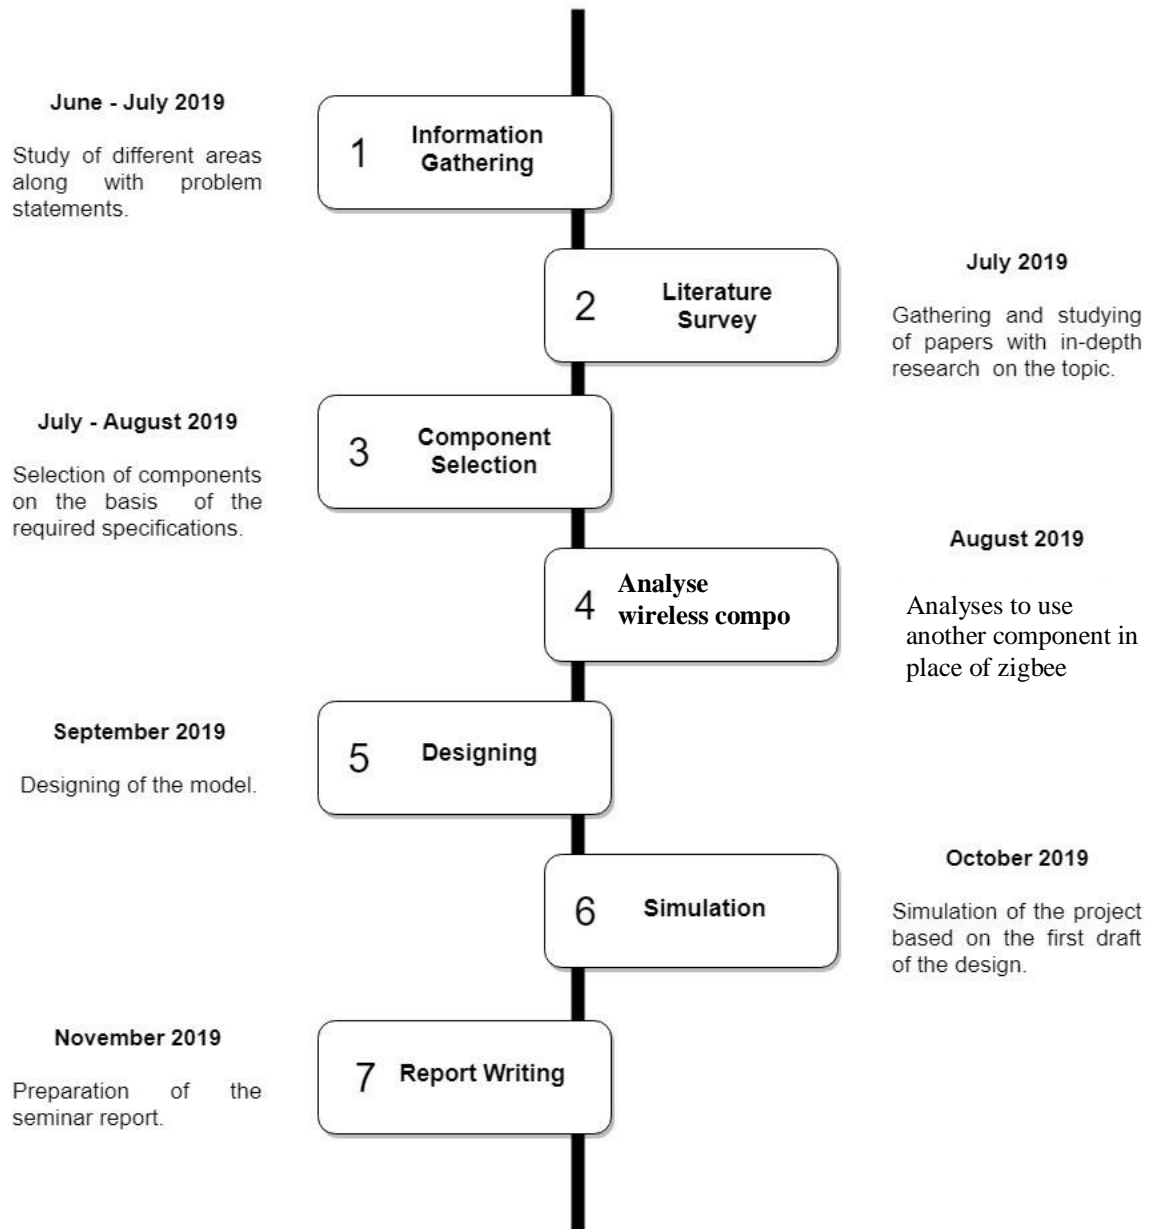 June - July 2019
Study of different areas
along with problem
statements.
1
Information
Gathering
2
Literature
Survey
July 2019
Gathering and studying
of papers with in-depth
research on the topic.
July - August 2019
Selection of components
on the basis of the
required specifications.
3
Component
Selection
4
Analyse
wireless compo
August 2019
Analyses to use
another component in
place of zigbee
September 2019
Designing of the model.
5
Designing
6
Simulation
October 2019
Simulation of the project
based on the first draft
of the design.
November 2019
Preparation of the
seminar report.
7
Report Writing